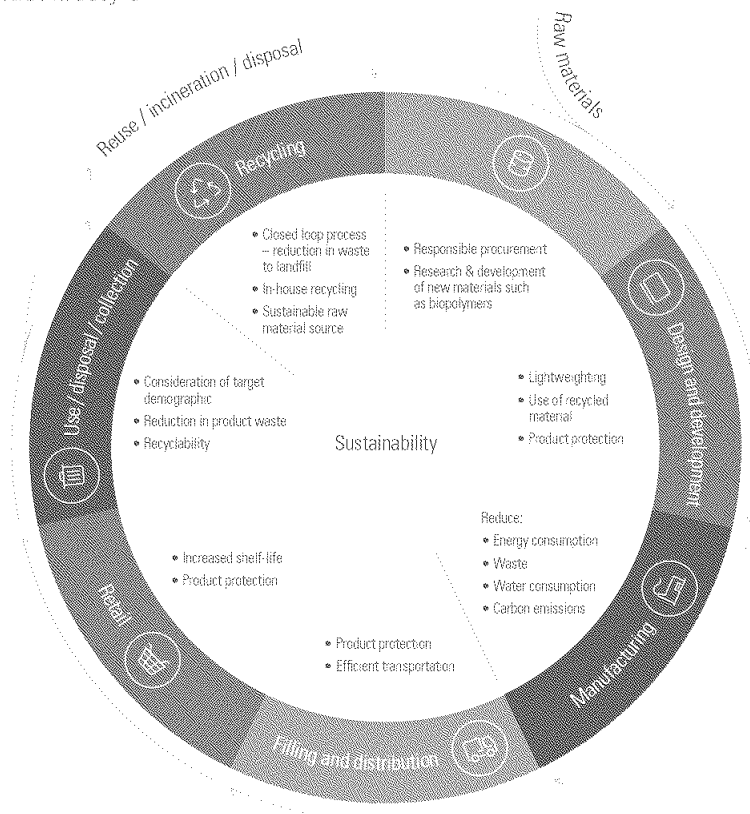 Reuse / incineration / disposal
Raw materials
Recycling
• Closed loop process
– reduction in waste
to landfill
• In-house recycling
• Sustainable raw
material source
• Responsible procurement
• Research & development
of new materials such
as biopolymers
Design and development
• Lightweighting
• Use of recycled
material
• Product protection
Use / disposal / collection
• Consideration of target
demographic
• Reduction in product waste
• Recyclability
Sustainability
Reduce:
• Energy consumption
• Waste
• Water consumption
• Carbon emissions
Manufacturing
• Increased shelf-life
• Product protection
Retail
• Product protection
• Efficient transportation
Filling and distribution